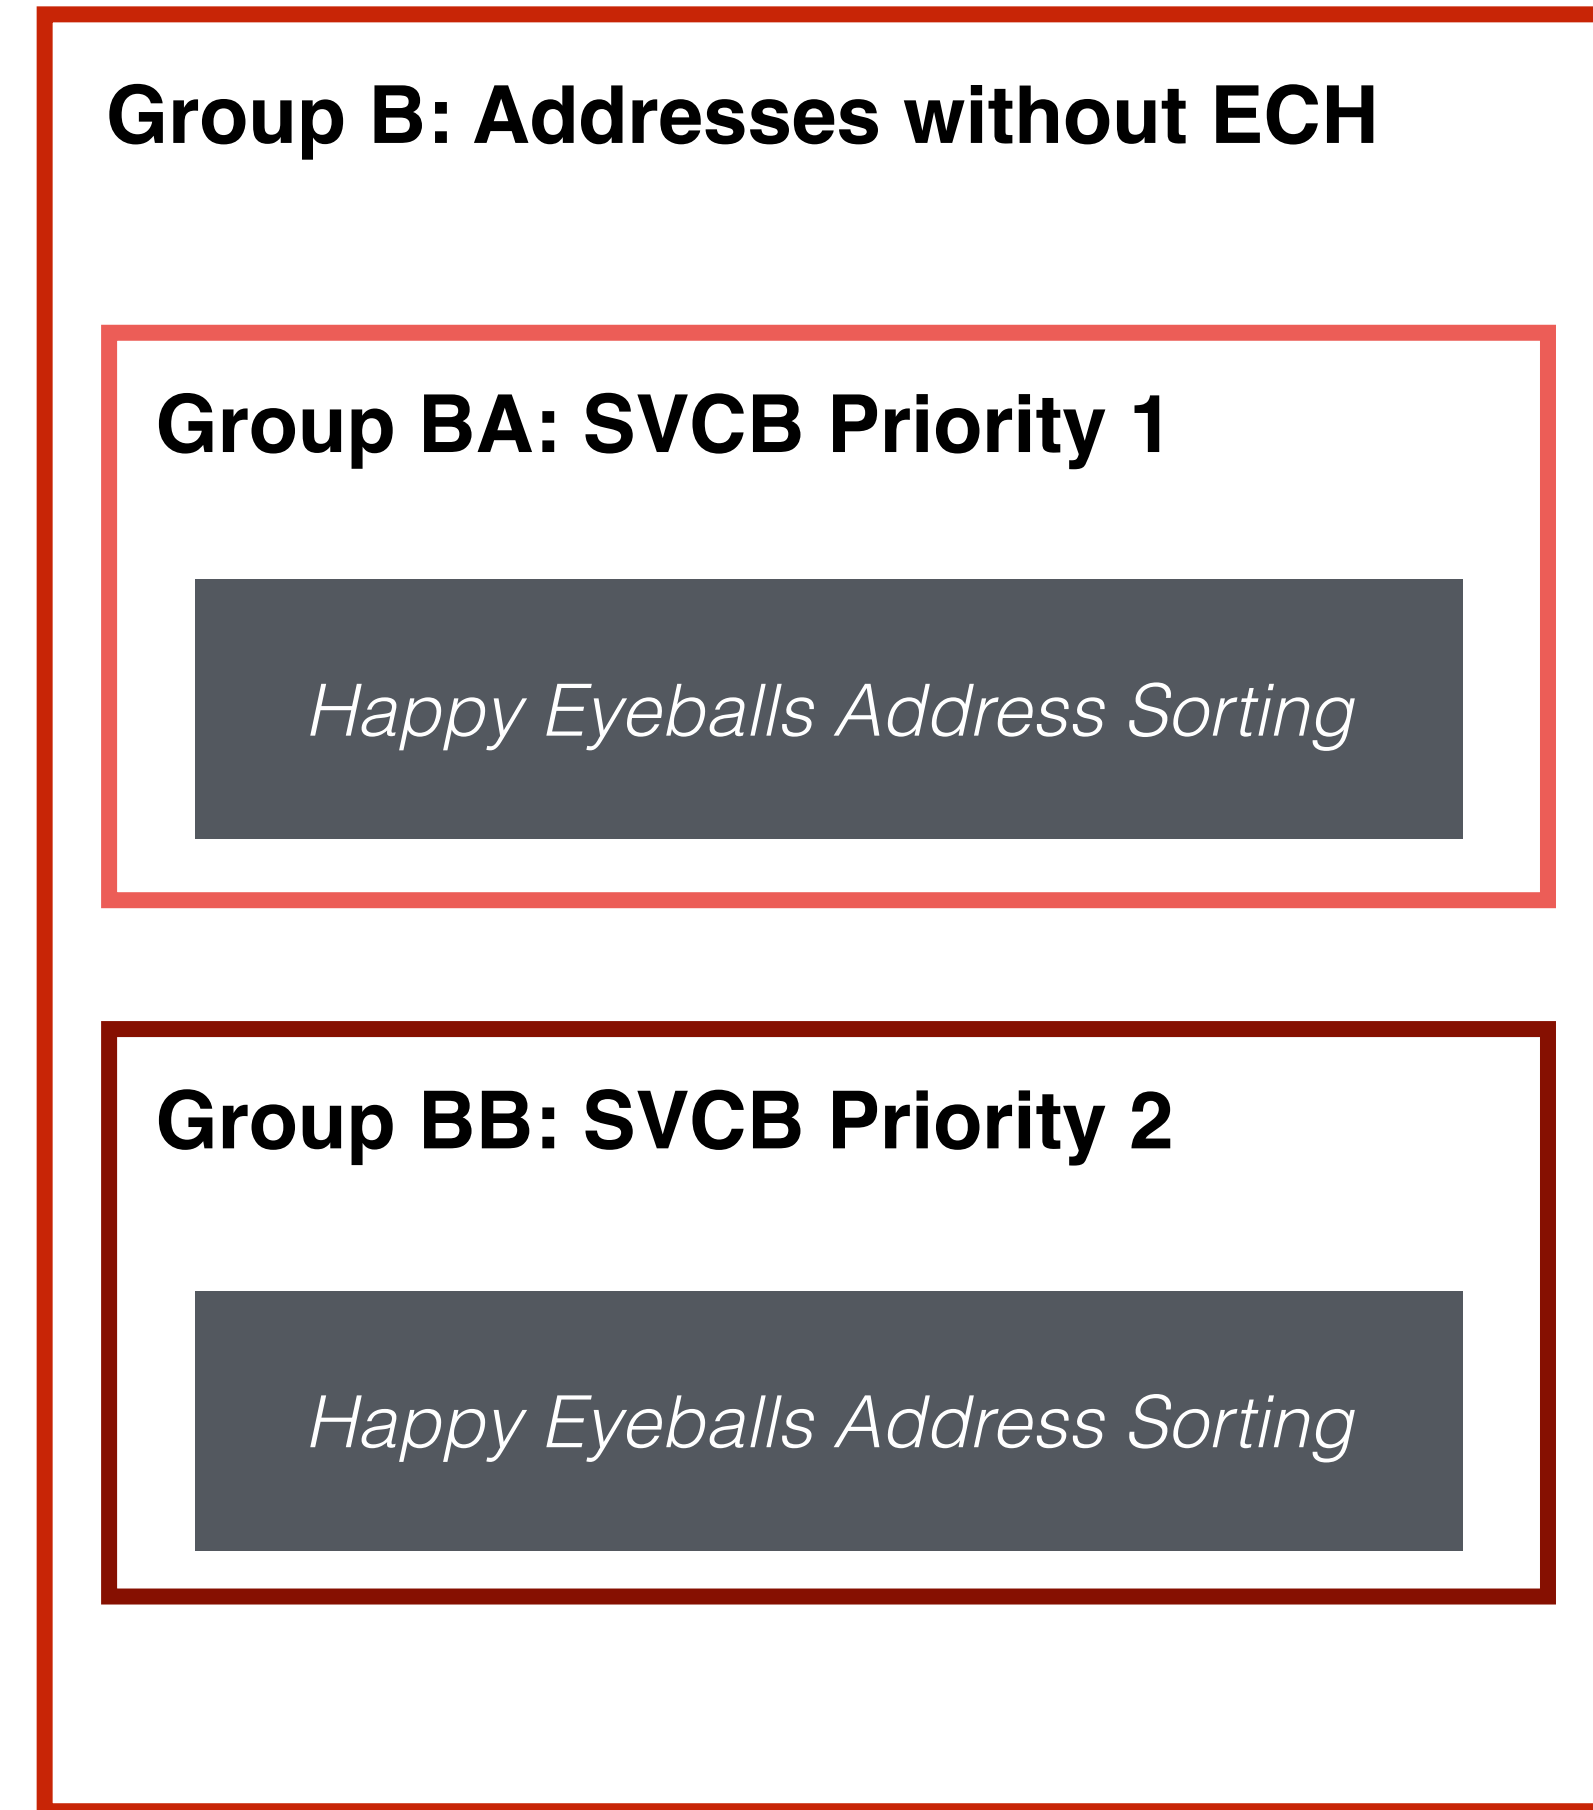 Group B: Addresses without ECH
Group BA: SVCB Priority 1
Happy Eyeballs Address Sorting
Group BB: SVCB Priority 2
Happy Eyeballs Address Sorting